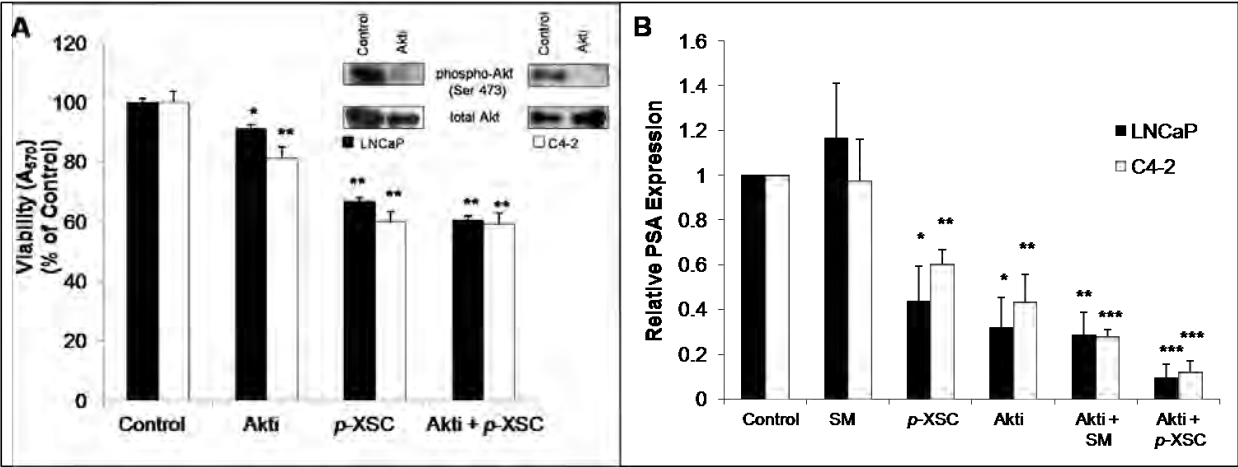 A
Viability (A₅₇₀)
(% of Control)
120
100
80
60
40
20
0
Control
Akti
Control
Akti
phospho-Akt
(Ser 473)
total Akt
LNCaP
C4-2
*
**
**
**
**
**
Control
Akti
p-XSC
Akti + p-XSC
B
Relative PSA Expression
1.6
1.4
1.2
1
0.8
0.6
0.4
0.2
0
LNCaP
C4-2
*
**
*
**
**
***
***
***
Control
SM
p-XSC
Akti
Akti +
SM
Akti +
p-XSC